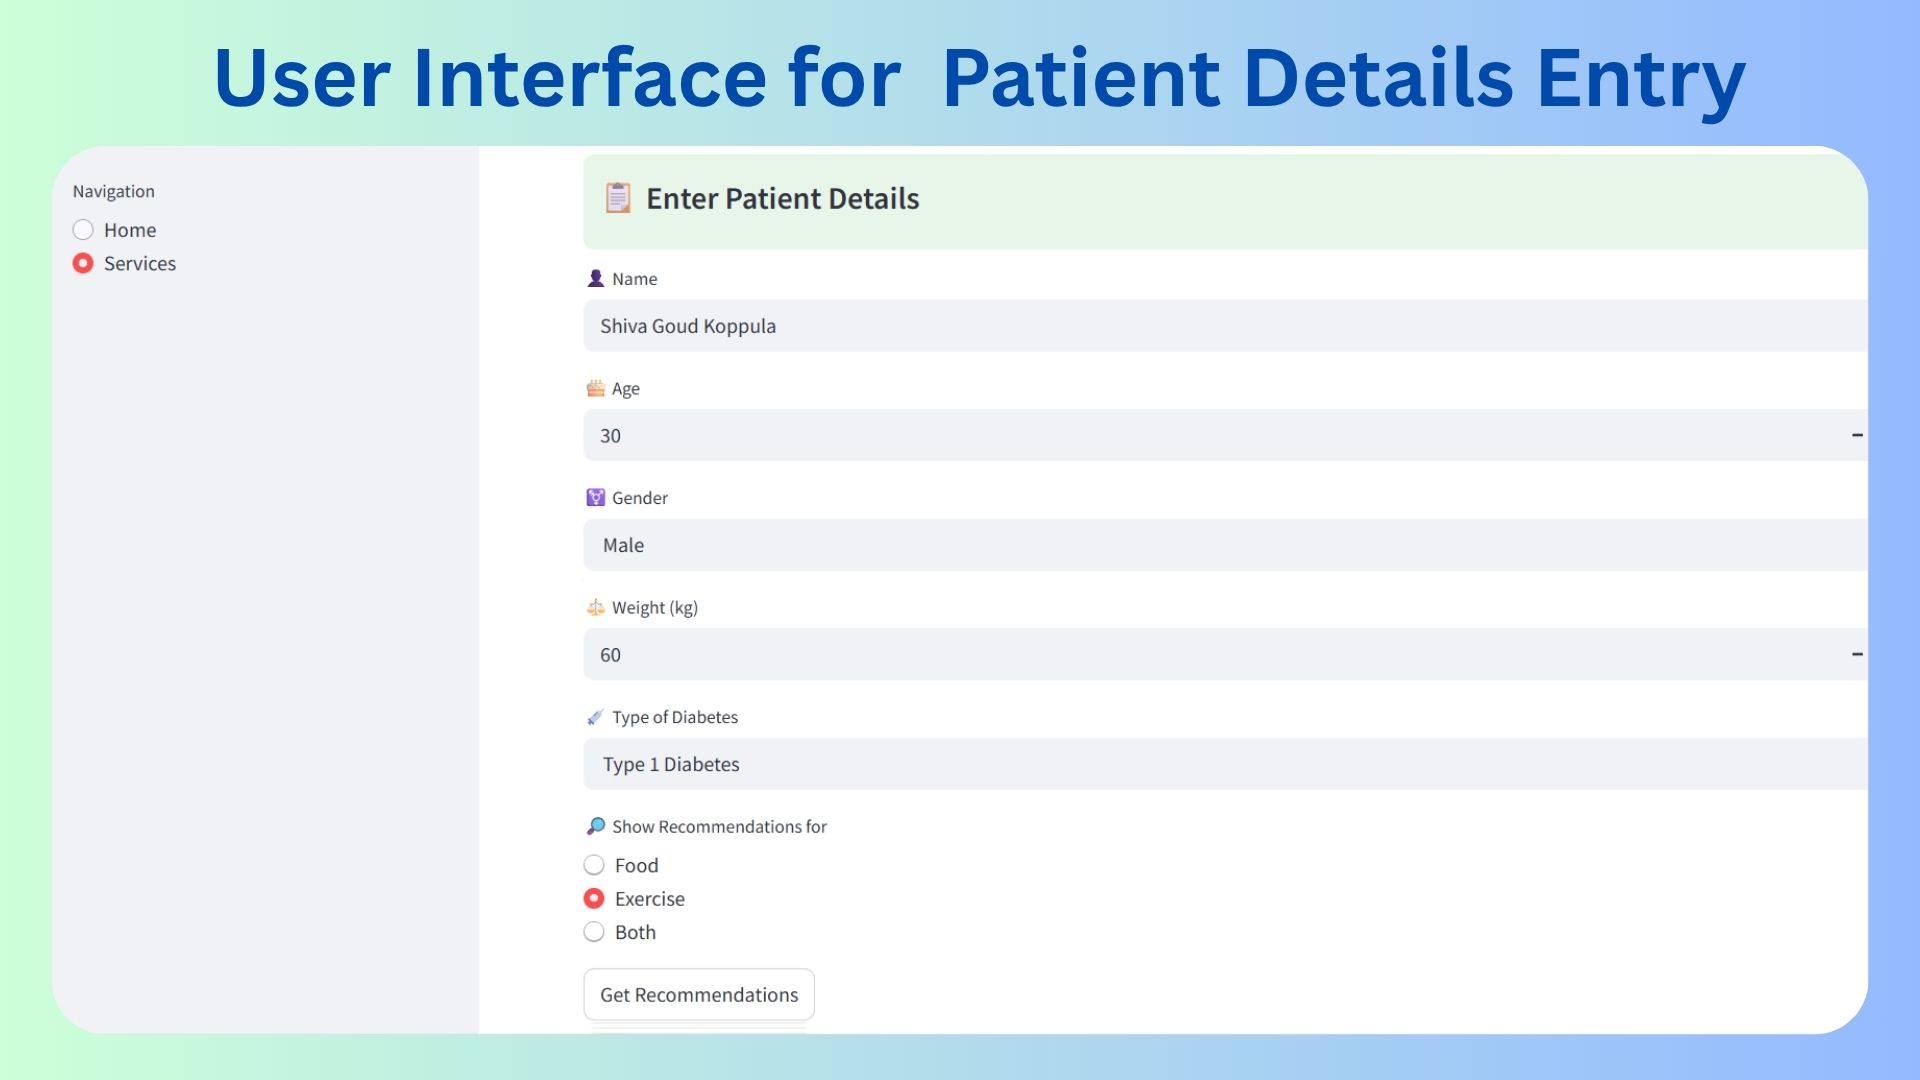 User Interface for Patient Details Entry
Navigation
Home
Services
Enter Patient Details
Name
Shiva Goud Koppula
Age
30
Gender
Male
Weight (kg)
60
Type of Diabetes
Type 1 Diabetes
Show Recommendations for
Food
Exercise
Both
Get Recommendations